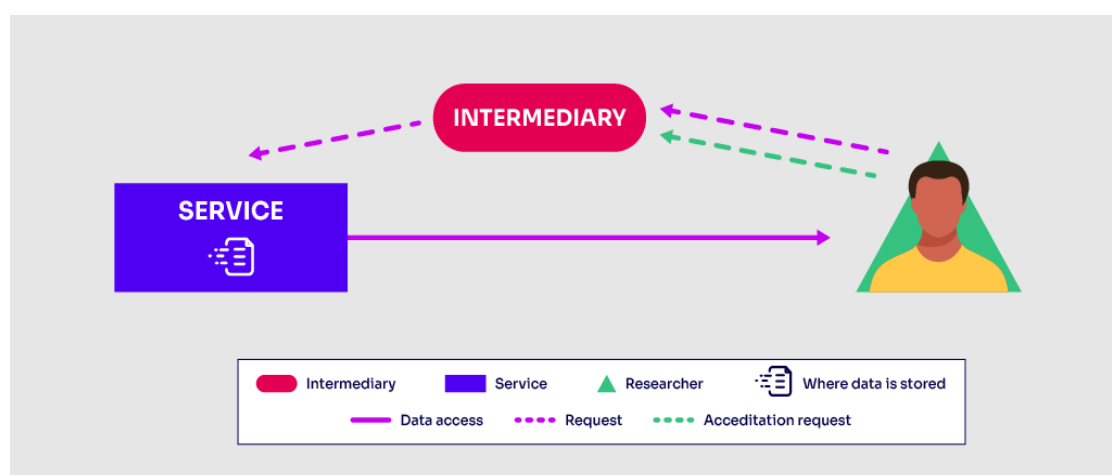 INTERMEDIARY
SERVICE
Intermediary
Service
Researcher
Where data is stored
Data access
Request
Acceditation request